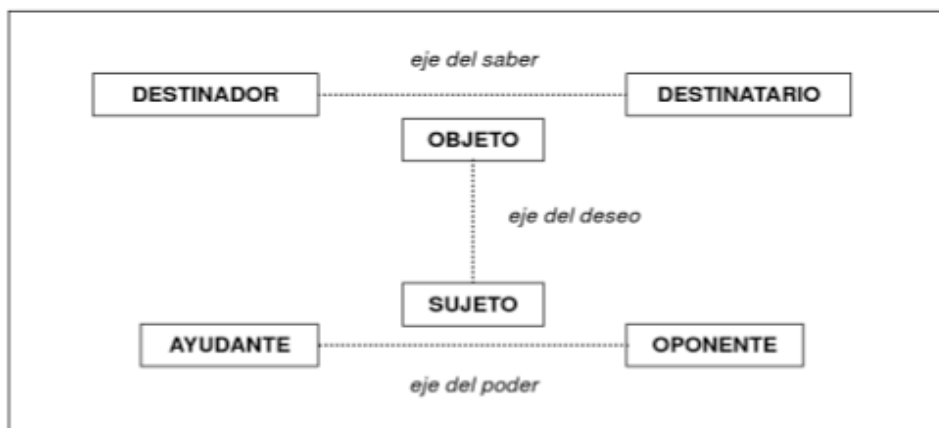 eje del saber
DESTINADOR
DESTINATARIO
OBJETO
eje del deseo
SUJETO
AYUDANTE
OPONENTE
eje del poder